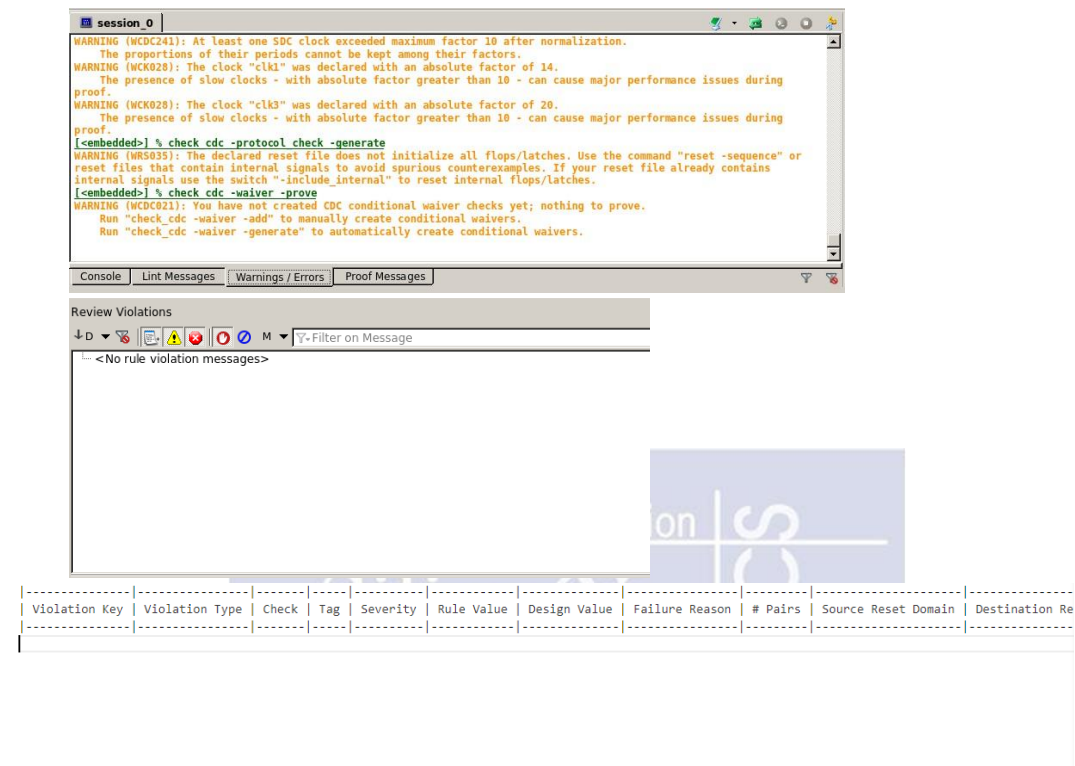 session_0
WARNING (WCDC241): At least one SDC clock exceeded maximum factor 10 after normalization.
The proportions of their periods cannot be kept among their factors.
WARNING (WCK028): The clock "clk1" was declared with an absolute factor of 14.
The presence of slow clocks - with absolute factor greater than 10 - can cause major performance issues during
proof.
WARNING (WCK028): The clock "clk3" was declared with an absolute factor of 20.
The presence of slow clocks - with absolute factor greater than 10 - can cause major performance issues during
proof.
[<embedded>] % check_cdc -protocol_check -generate
WARNING (WRS035): The declared reset file does not initialize all flops/latches. Use the command "reset -sequence" or
reset files that contain internal signals to avoid spurious counterexamples. If your reset file already contains
internal signals use the switch "-include_internal" to reset internal flops/latches.
[<embedded>] % check_cdc -waiver -prove
WARNING (WCDC021): You have not created CDC conditional waiver checks yet; nothing to prove.
Run "check_cdc -waiver -add" to manually create conditional waivers.
Run "check_cdc -waiver -generate" to automatically create conditional waivers.
Console Lint Messages Warnings / Errors Proof Messages
Review Violations
D M Filter on Message
<No rule violation messages>
ion
CS
|--------------|----------------|-------|-----|----------|------------|--------------|----------------|---------|---------------------|---------------
| Violation Key | Violation Type | Check | Tag | Severity | Rule Value | Design Value | Failure Reason | # Pairs | Source Reset Domain | Destination Re
|--------------|----------------|-------|-----|----------|------------|--------------|----------------|---------|---------------------|---------------